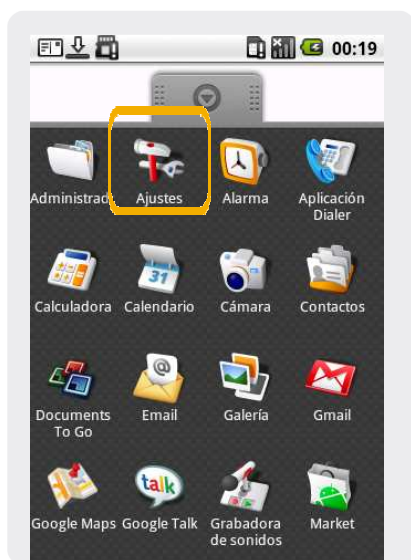 00:19
Administrad
Ajustes
Alarma
Aplicación
Dialer
Calculadora
31
Calendario
Cámara
Contactos
Documents
To Go
@
Email
Galería
Gmail
Google Maps
talk
Google Talk
Grabadora
de sonidos
Market